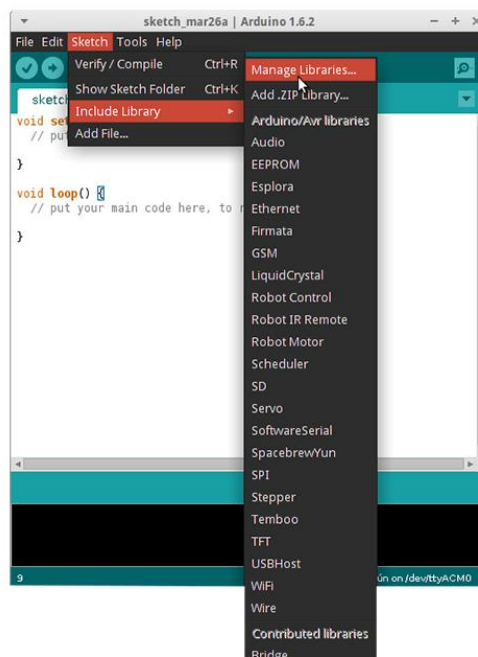 sketch_mar26a | Arduino 1.6.2
File Edit Sketch Tools Help
Verify / Compile Ctrl+R
Show Sketch Folder Ctrl+K
Include Library
Add File...
Manage Libraries...
Add .ZIP Library...
Arduino/Avr libraries
Audio
EEPROM
Esplora
Ethernet
Firmata
GSM
LiquidCrystal
Robot Control
Robot IR Remote
Robot Motor
Scheduler
SD
Servo
SoftwareSerial
SpacebrewYun
SPI
Stepper
Temboo
TFT
USBHost
WiFi
Wire
Contributed libraries
Bridge
void
// put
}
void loop() {
// put your main code here, to
}
9
on /dev/ttyACM0